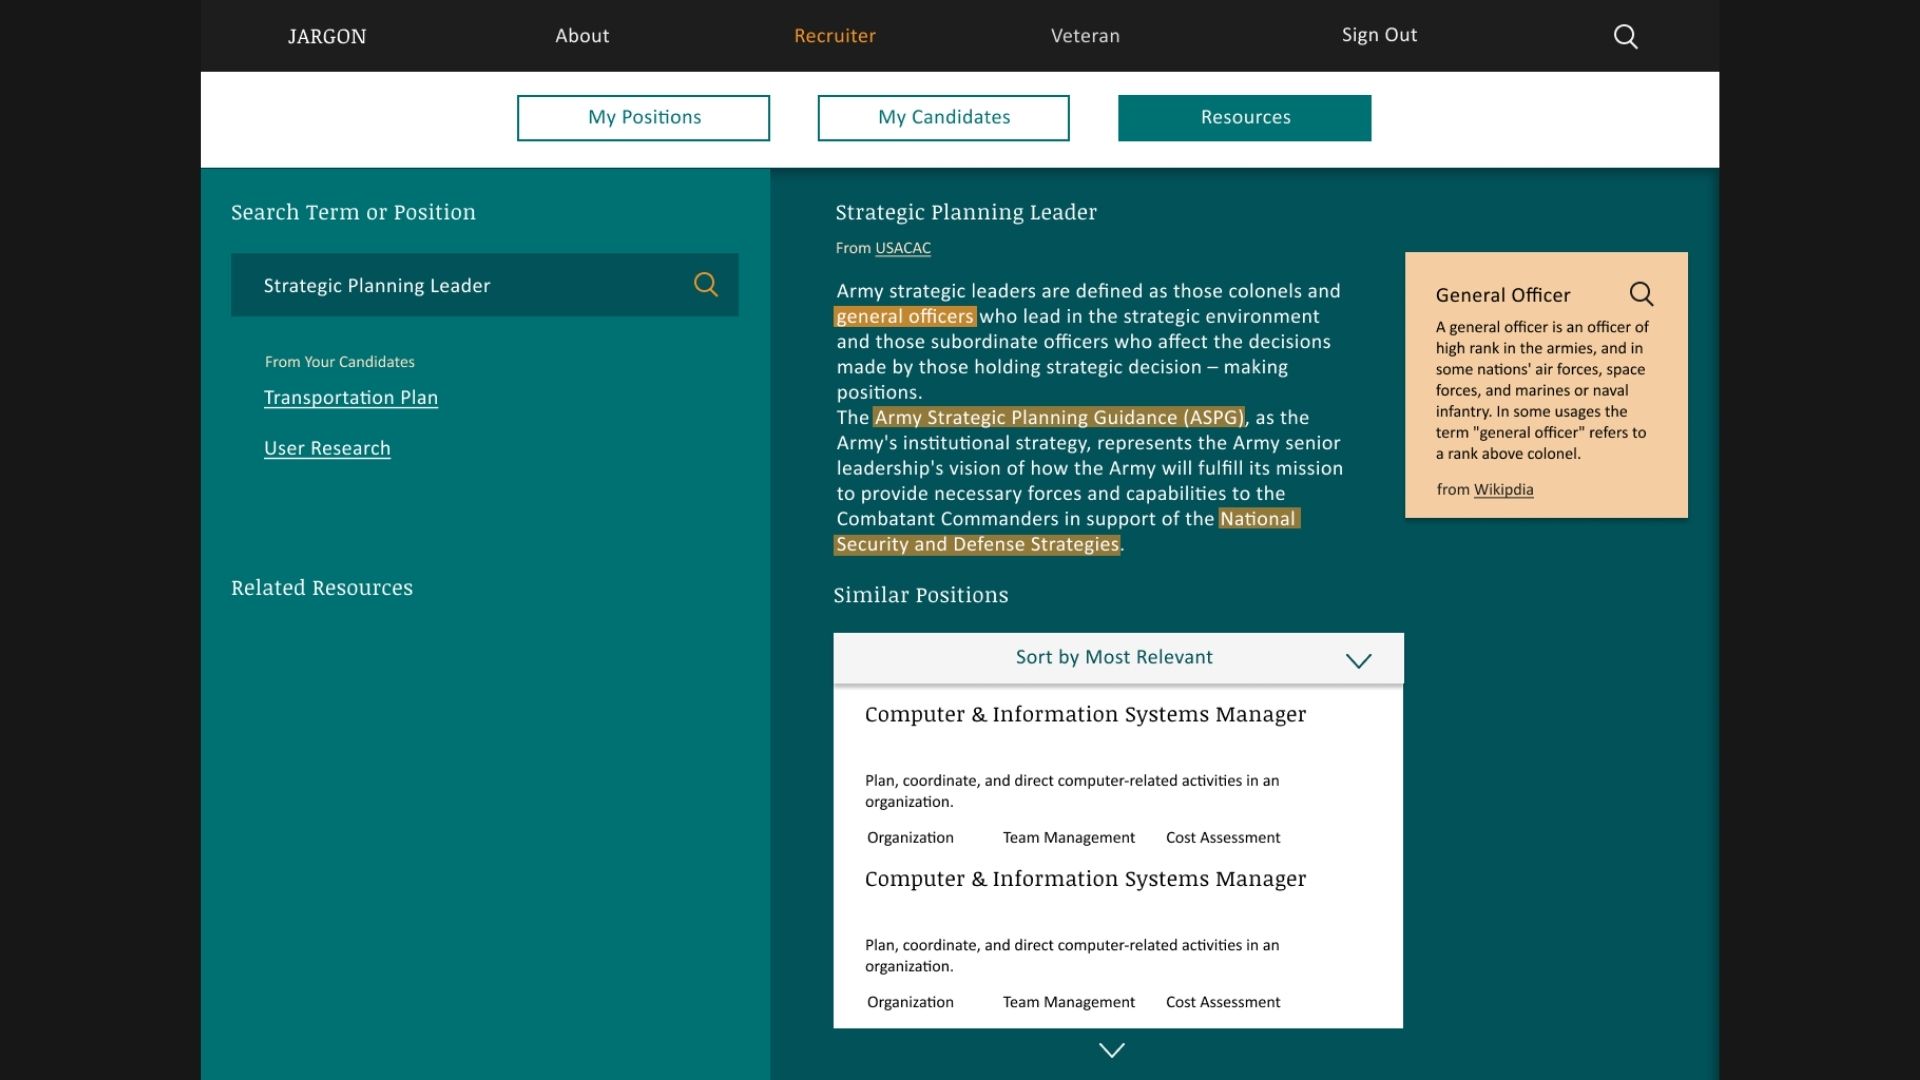 JARGON
About
Recruiter
Veteran
Sign Out
My Positions
My Candidates
Resources
Search Term or Position
Strategic Planning Leader
From Your Candidates
Transportation Plan
User Research
Related Resources
Strategic Planning Leader
From USACAC
Army strategic leaders are defined as those colonels and
general officers who lead in the strategic environment
and those subordinate officers who affect the decisions
made by those holding strategic decision – making
positions.
The Army Strategic Planning Guidance (ASPG), as the
Army's institutional strategy, represents the Army senior
leadership's vision of how the Army will fulfill its mission
to provide necessary forces and capabilities to the
Combatant Commanders in support of the National
Security and Defense Strategies.
General Officer
A general officer is an officer of
high rank in the armies, and in
some nations' air forces, space
forces, and marines or naval
infantry. In some usages the
term "general officer" refers to
a rank above colonel.
from Wikipdia
Similar Positions
Sort by Most Relevant
Computer & Information Systems Manager
Plan, coordinate, and direct computer-related activities in an
organization.
Organization
Team Management
Cost Assessment
Computer & Information Systems Manager
Plan, coordinate, and direct computer-related activities in an
organization.
Organization
Team Management
Cost Assessment